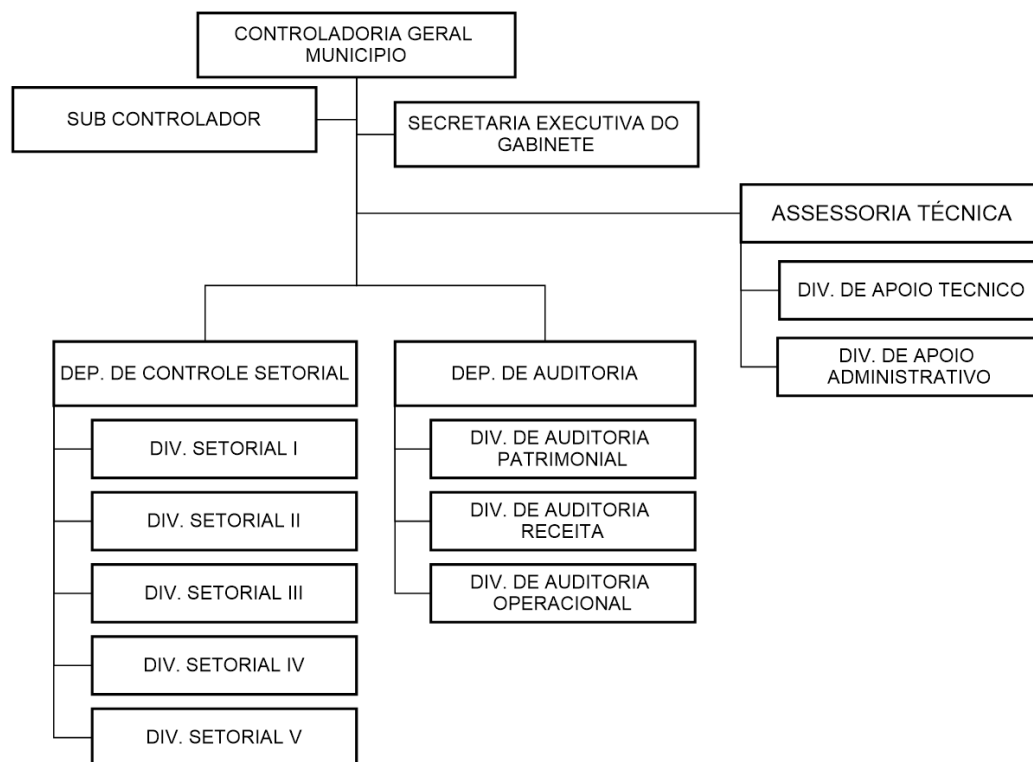 CONTROLADORIA GERAL
MUNICIPIO
SUB CONTROLADOR
SECRETARIA EXECUTIVA DO
GABINETE
ASSESSORIA TÉCNICA
DIV. DE APOIO TECNICO
DIV. DE APOIO
ADMINISTRATIVO
DEP. DE CONTROLE SETORIAL
DIV. SETORIAL I
DIV. SETORIAL II
DIV. SETORIAL III
DIV. SETORIAL IV
DIV. SETORIAL V
DEP. DE AUDITORIA
DIV. DE AUDITORIA
PATRIMONIAL
DIV. DE AUDITORIA
RECEITA
DIV. DE AUDITORIA
OPERACIONAL